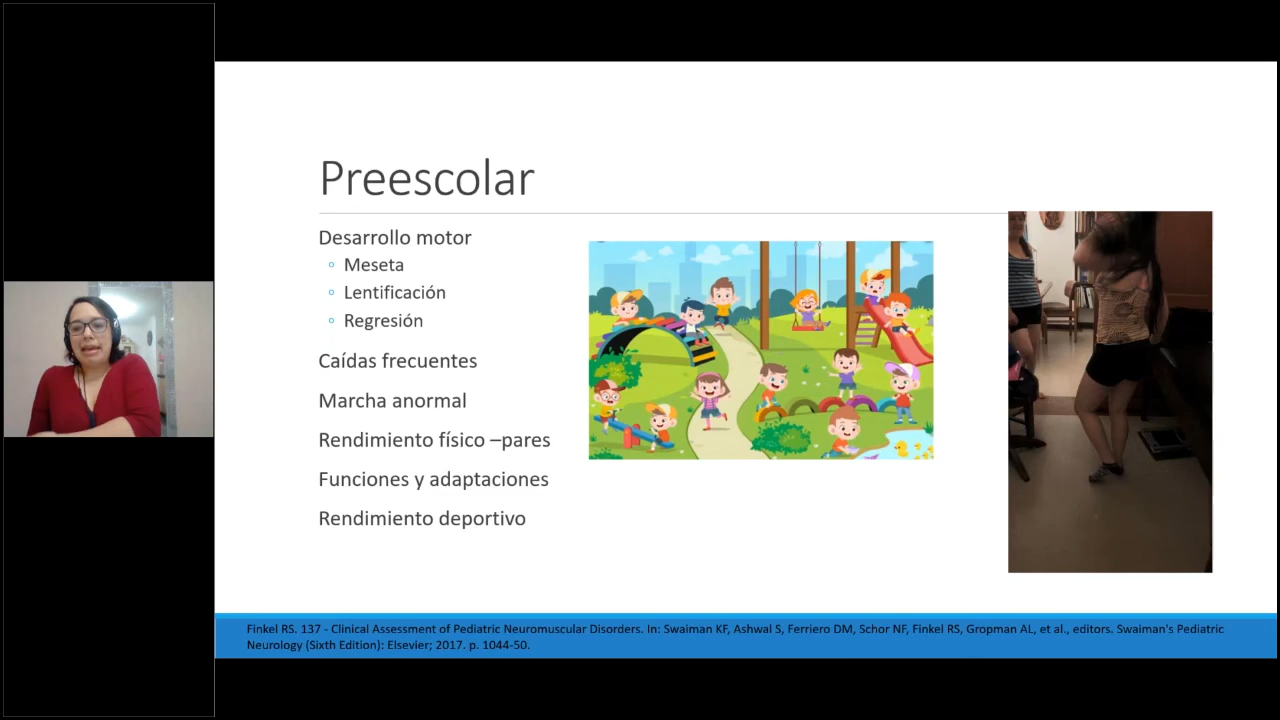 Preescolar
Desarrollo motor
◦ Meseta
◦ Lentificación
◦ Regresión
Caídas frecuentes
Marcha anormal
Rendimiento físico –pares
Funciones y adaptaciones
Rendimiento deportivo
Finkel RS. 137 - Clinical Assessment of Pediatric Neuromuscular Disorders. In: Swaiman KF, Ashwal S, Ferriero DM, Schor NF, Finkel RS, Gropman AL, et al., editors. Swaiman's Pediatric
Neurology (Sixth Edition): Elsevier; 2017. p. 1044-50.